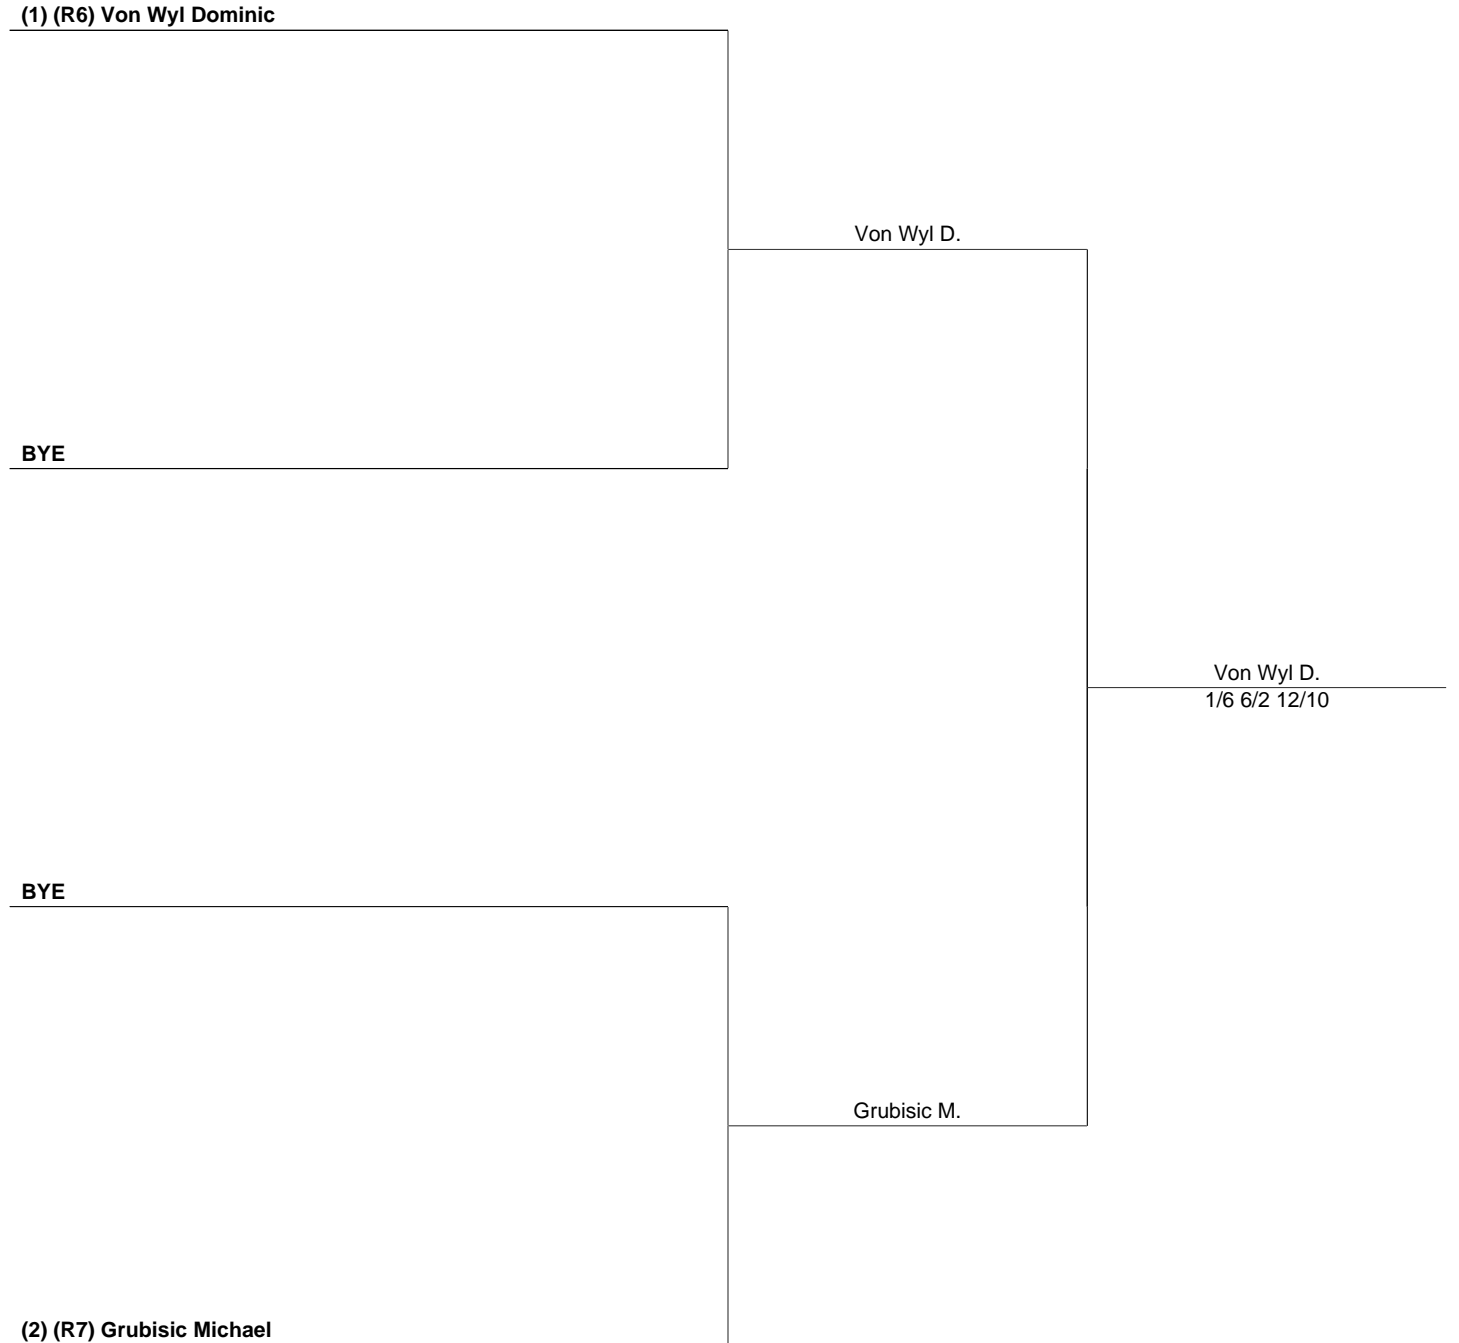 (1) (R6) Von Wyl Dominic
Von Wyl D.
BYE
Von Wyl D.
1/6 6/2 12/10
BYE
Grubisic M.
(2) (R7) Grubisic Michael